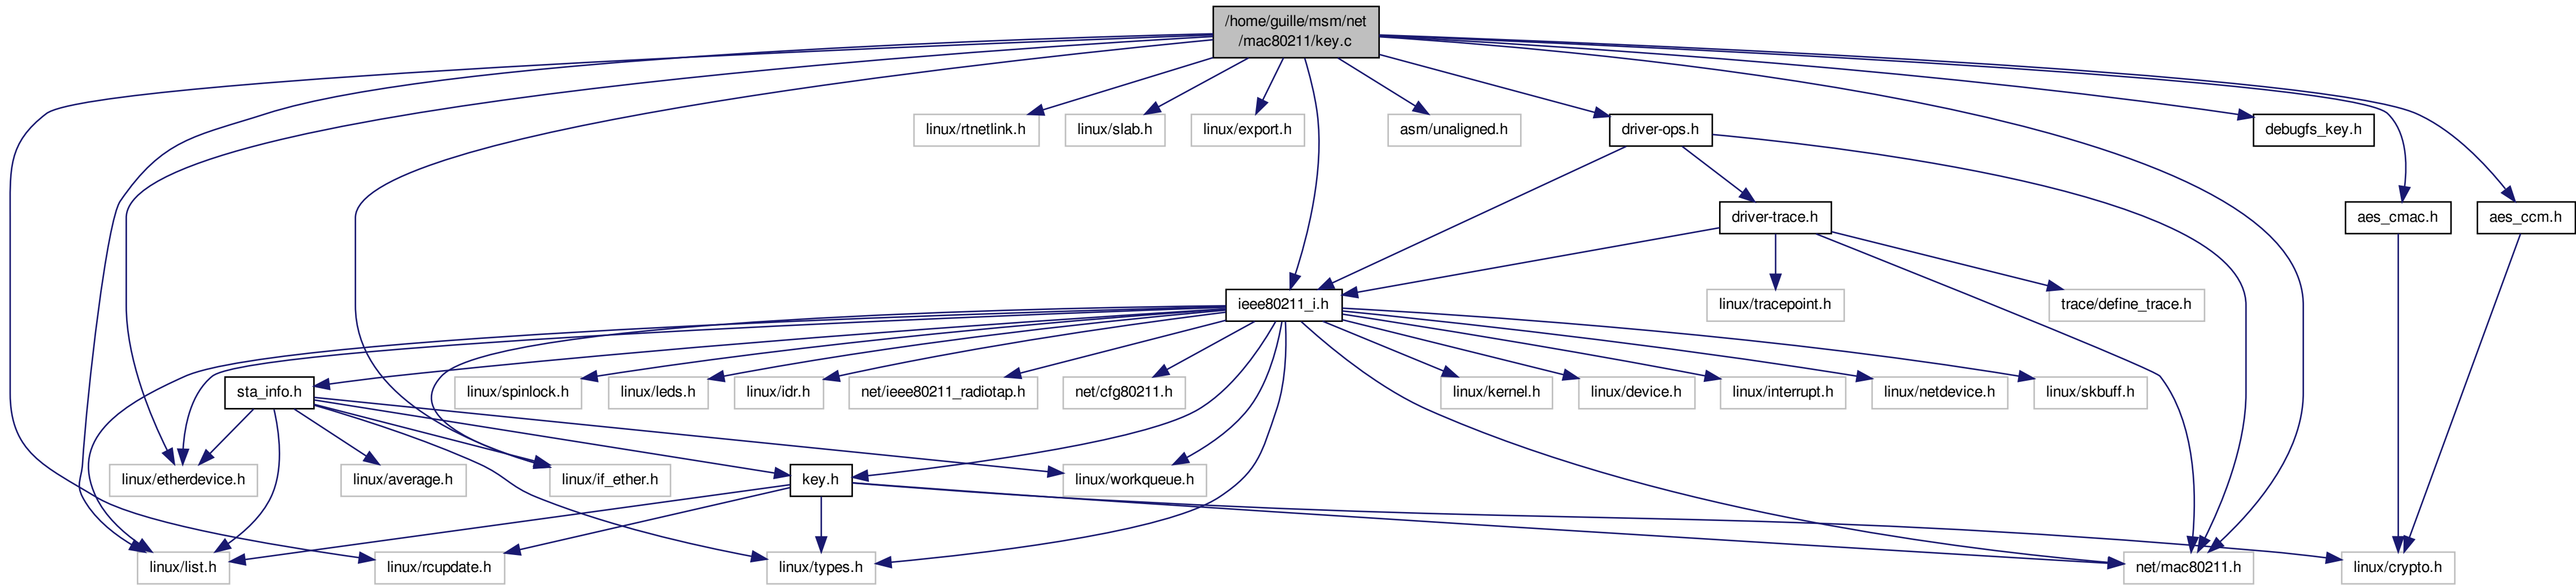 /home/guille/msm/net
/mac80211/key.c
linux/rtnetlink.h
linux/slab.h
linux/export.h
asm/unaligned.h
driver-ops.h
debugfs_key.h
driver-trace.h
aes_cmac.h
aes_ccm.h
ieee80211_i.h
linux/tracepoint.h
trace/define_trace.h
sta_info.h
linux/spinlock.h
linux/leds.h
linux/idr.h
net/ieee80211_radiotap.h
net/cfg80211.h
linux/kernel.h
linux/device.h
linux/interrupt.h
linux/netdevice.h
linux/skbuff.h
linux/etherdevice.h
linux/average.h
linux/if_ether.h
key.h
linux/workqueue.h
linux/list.h
linux/rcupdate.h
linux/types.h
net/mac80211.h
linux/crypto.h